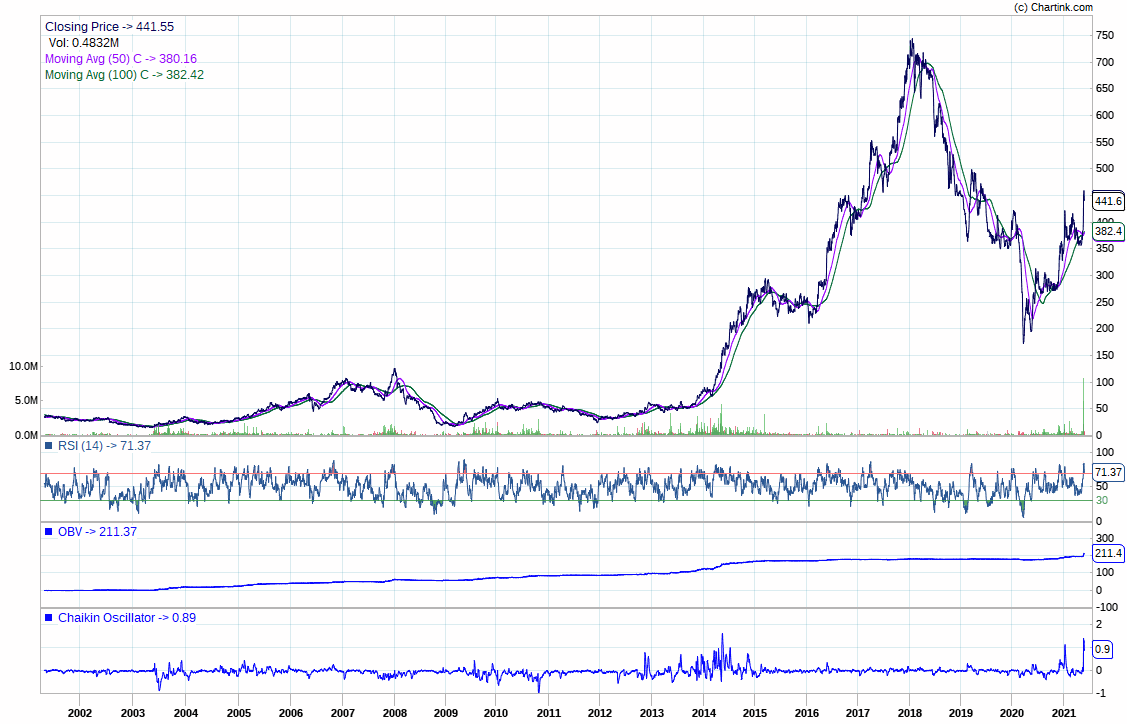 (c) Chartink.com
Closing Price -> 441.55
Vol: 0.4832M
Moving Avg (50) C -> 380.16
Moving Avg (100) C -> 382.42
750
700
650
600
550
500
441.6
400
382.4
350
300
250
200
150
10.0M
100
5.0M
50
0.0M
0
RSI (14) -> 71.37
100
71.37
50
30
0
OBV -> 211.37
300
211.4
100
0
-100
Chaikin Oscillator -> 0.89
2
0.9
0
-1
2002 2003 2004 2005 2006 2007 2008 2009 2010 2011 2012 2013 2014 2015 2016 2017 2018 2019 2020 2021